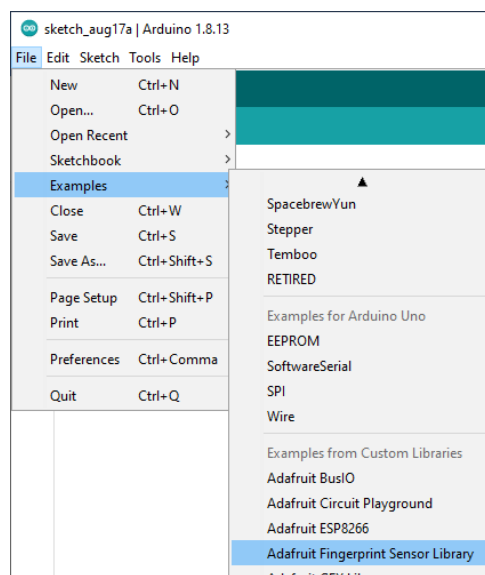 sketch_aug17a | Arduino 1.8.13
File Edit Sketch Tools Help
New Ctrl+N
Open... Ctrl+O
Open Recent >
Sketchbook >
Examples >
Close Ctrl+W
Save Ctrl+S
Save As... Ctrl+Shift+S
Page Setup Ctrl+Shift+P
Print Ctrl+P
Preferences Ctrl+Comma
Quit Ctrl+Q
SpacebrewYun
Stepper
Temboo
RETIRED
Examples for Arduino Uno
EEPROM
SoftwareSerial
SPI
Wire
Examples from Custom Libraries
Adafruit BusIO
Adafruit Circuit Playground
Adafruit ESP8266
Adafruit Fingerprint Sensor Library